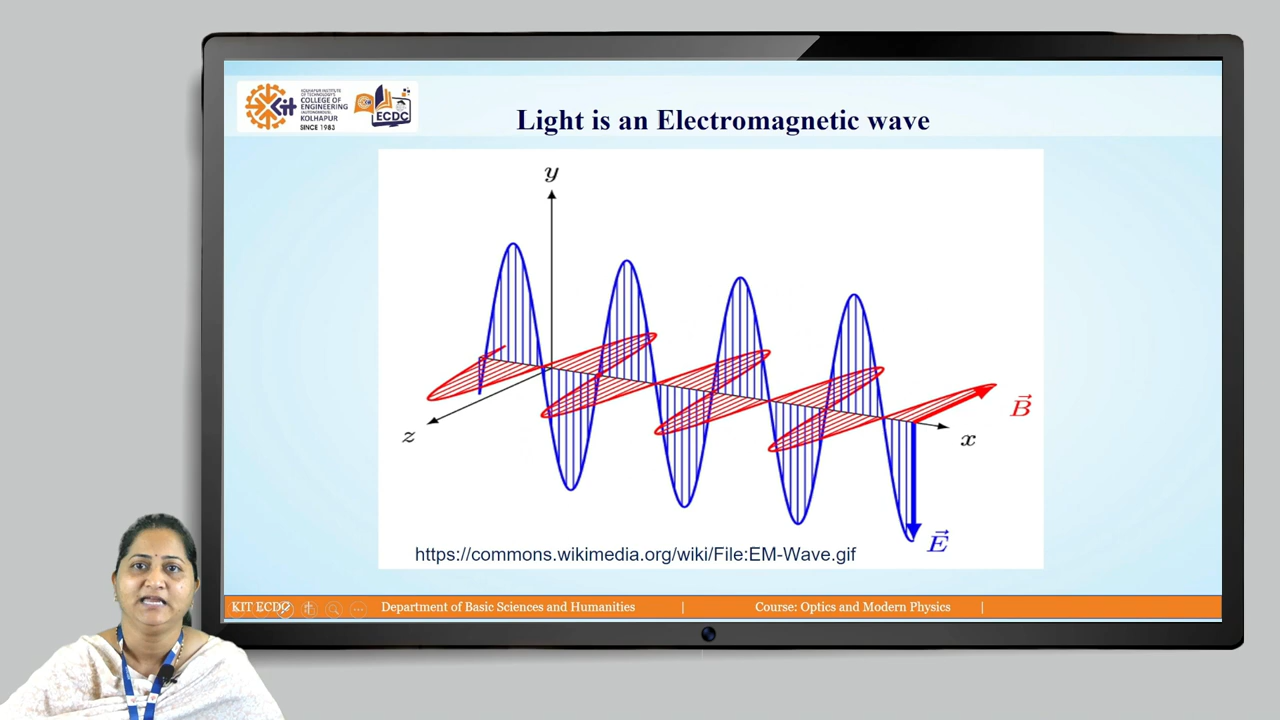 KOLHAPUR INSTITUTE
OF TECHNOLOGY'S
COLLEGE OF
ENGINEERING
(AUTONOMOUS),
KOLHAPUR
SINCE 1983
KIT
ECDC
Light is an Electromagnetic wave
y
z
x
B
E
https://commons.wikimedia.org/wiki/File:EM-Wave.gif
KIT ECDC
Department of Basic Sciences and Humanities
|
Course: Optics and Modern Physics
|